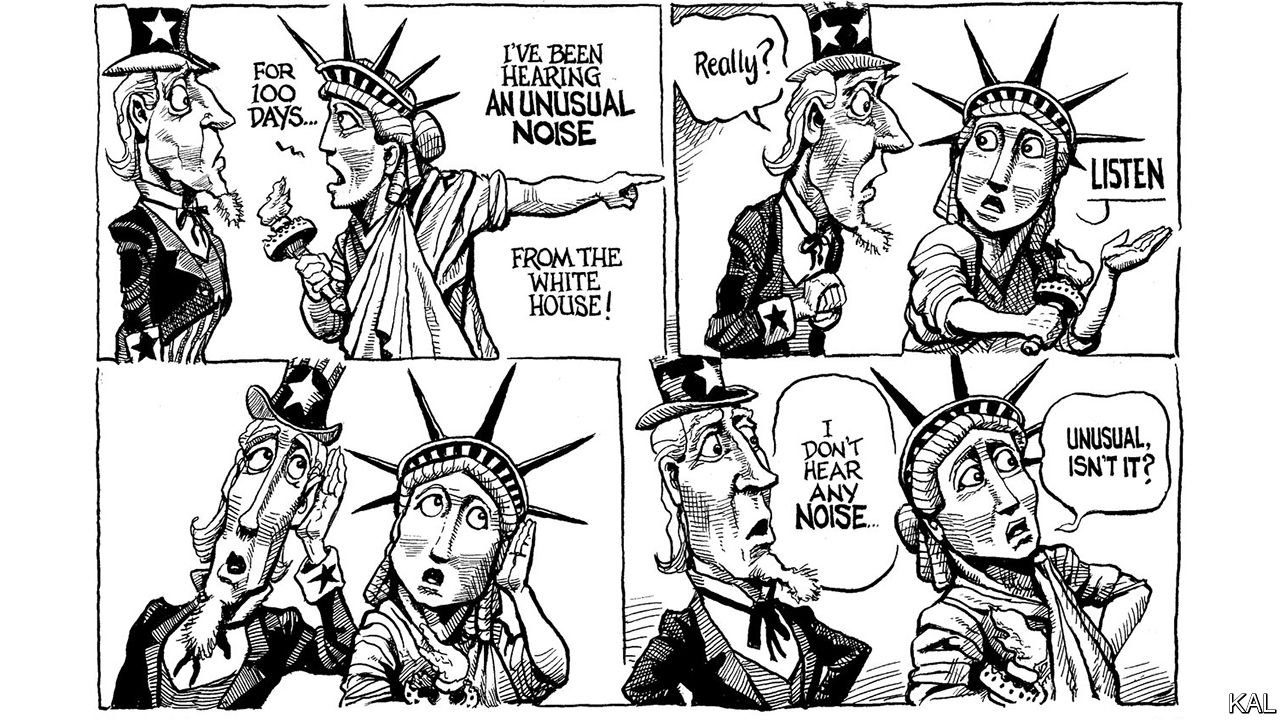 FOR
100
DAYS...
I'VE BEEN
HEARING
AN UNUSUAL
NOISE
FROM THE
WHITE
HOUSE!
Really?
LISTEN
I
DON'T
HEAR
ANY
NOISE...
UNUSUAL,
ISN'T IT?
KAL